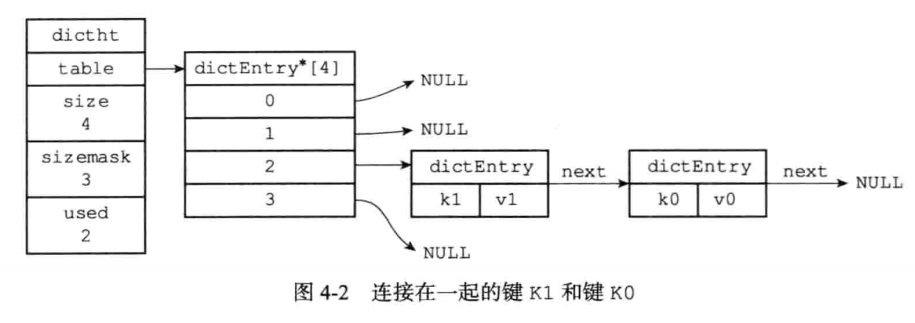 dictht
table
size
4
sizemask
3
used
2
dictEntry*[4]
0
1
2
3
NULL
NULL
dictEntry
k1 v1
next
dictEntry
k0 v0
next
NULL
NULL
图 4-2 连接在一起的键 K1 和键 K0